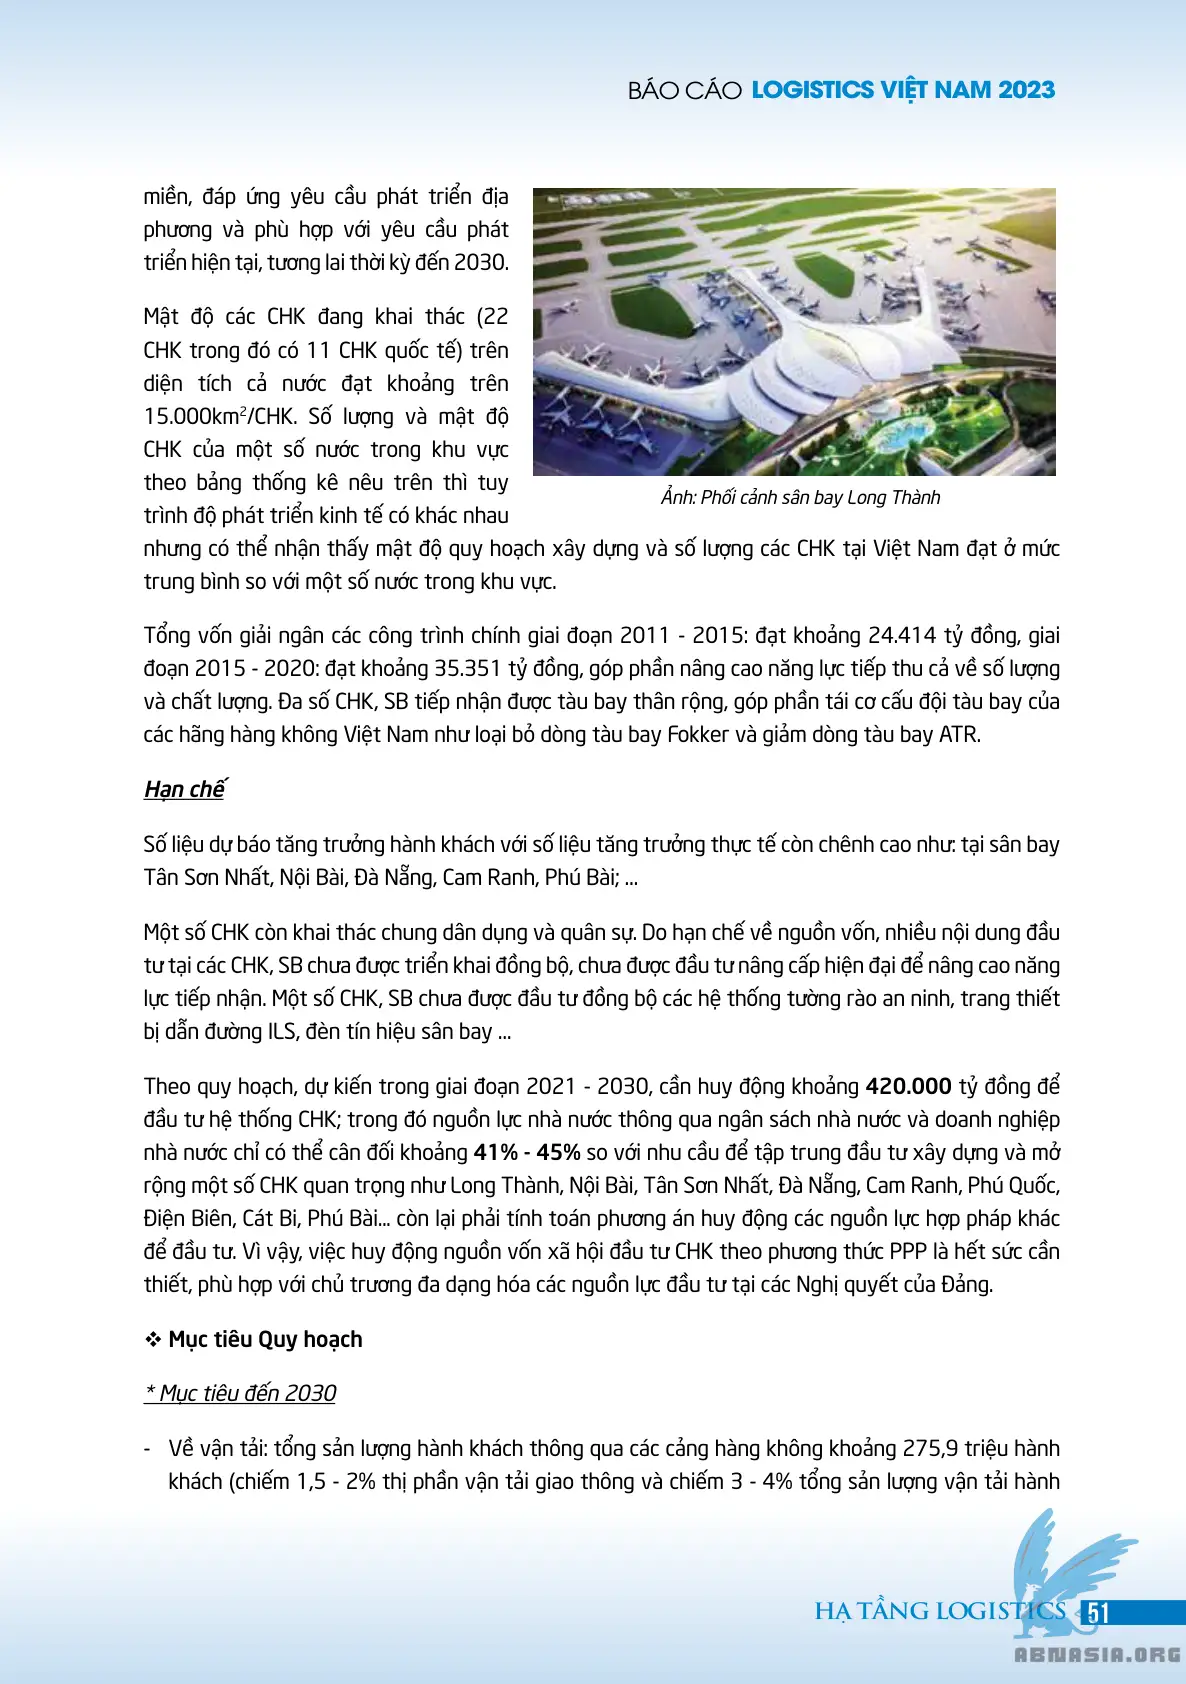 BÁO CÁO LOGISTICS VIỆT NAM 2023
miền, đáp ứng yêu cầu phát triển địa
phương và phù hợp với yêu cầu phát
triển hiện tại, tương lai thời kỳ đến 2030.
Mật độ các CHK đang khai thác (22
CHK trong đó có 11 CHK quốc tế) trên
diện tích cả nước đạt khoảng trên
15.000km²/CHK. Số lượng và mật độ
CHK của một số nước trong khu vực
theo bảng thống kê nêu trên thì tuy
trình độ phát triển kinh tế có khác nhau
nhưng có thể nhận thấy mật độ quy hoạch xây dựng và số lượng các CHK tại Việt Nam đạt ở mức
trung bình so với một số nước trong khu vực.
Ảnh: Phối cảnh sân bay Long Thành
Tổng vốn giải ngân các công trình chính giai đoạn 2011 - 2015: đạt khoảng 24.414 tỷ đồng, giai
đoạn 2015 - 2020: đạt khoảng 35.351 tỷ đồng, góp phần nâng cao năng lực tiếp thu cả về số lượng
và chất lượng. Đa số CHK, SB tiếp nhận được tàu bay thân rộng, góp phần tái cơ cấu đội tàu bay của
các hãng hàng không Việt Nam như loại bỏ dòng tàu bay Fokker và giảm dòng tàu bay ATR.
Hạn chế
Số liệu dự báo tăng trưởng hành khách với số liệu tăng trưởng thực tế còn chênh cao như: tại sân bay
Tân Sơn Nhất, Nội Bài, Đà Nẵng, Cam Ranh, Phú Bài; ...
Một số CHK còn khai thác chung dân dụng và quân sự. Do hạn chế về nguồn vốn, nhiều nội dung đầu
tư tại các CHK, SB chưa được triển khai đồng bộ, chưa được đầu tư nâng cấp hiện đại để nâng cao năng
lực tiếp nhận. Một số CHK, SB chưa được đầu tư đồng bộ các hệ thống tường rào an ninh, trang thiết
bị dẫn đường ILS, đèn tín hiệu sân bay ...
Theo quy hoạch, dự kiến trong giai đoạn 2021 - 2030, cần huy động khoảng 420.000 tỷ đồng để
đầu tư hệ thống CHK; trong đó nguồn lực nhà nước thông qua ngân sách nhà nước và doanh nghiệp
nhà nước chỉ có thể cân đối khoảng 41% - 45% so với nhu cầu để tập trung đầu tư xây dựng và mở
rộng một số CHK quan trọng như Long Thành, Nội Bài, Tân Sơn Nhất, Đà Nẵng, Cam Ranh, Phú Quốc,
Điện Biên, Cát Bi, Phú Bài... còn lại phải tính toán phương án huy động các nguồn lực hợp pháp khác
để đầu tư. Vì vậy, việc huy động nguồn vốn xã hội đầu tư CHK theo phương thức PPP là hết sức cần
thiết, phù hợp với chủ trương đa dạng hóa các nguồn lực đầu tư tại các Nghị quyết của Đảng.
❖ Mục tiêu Quy hoạch
* Mục tiêu đến 2030
- Về vận tải: tổng sản lượng hành khách thông qua các cảng hàng không khoảng 275,9 triệu hành
khách (chiếm 1,5 - 2% thị phần vận tải giao thông và chiếm 3 - 4% tổng sản lượng vận tải hành
HẠ TẦNG LOGISTICS 51
ABNASIA.ORG